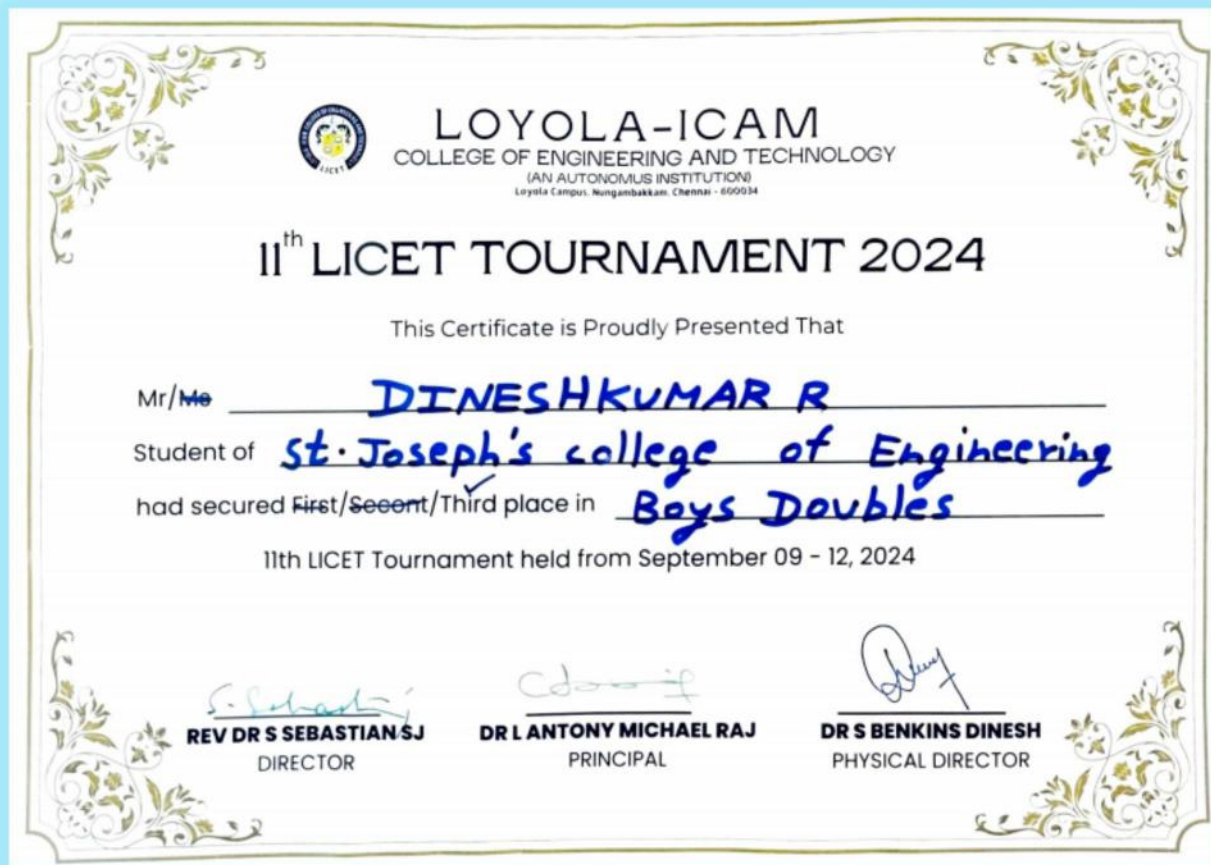 LOYOLA-ICAM
COLLEGE OF ENGINEERING AND TECHNOLOGY
(AN AUTONOMUS INSTITUTION)
Loyola Campus, Nungambakkam, Chennai - 600034
11th LICET TOURNAMENT 2024
This Certificate is Proudly Presented That
Mr/Ms DINESHKUMAR R
Student of St. Joseph's college of Engineering
had secured First/Secont/Third place in Boys Doubles
11th LICET Tournament held from September 09 - 12, 2024
S. Sebasti
REV DR S SEBASTIAN SJ DR L ANTONY MICHAEL RAJ DR S BENKINS DINESH
DIRECTOR PRINCIPAL PHYSICAL DIRECTOR
LICET